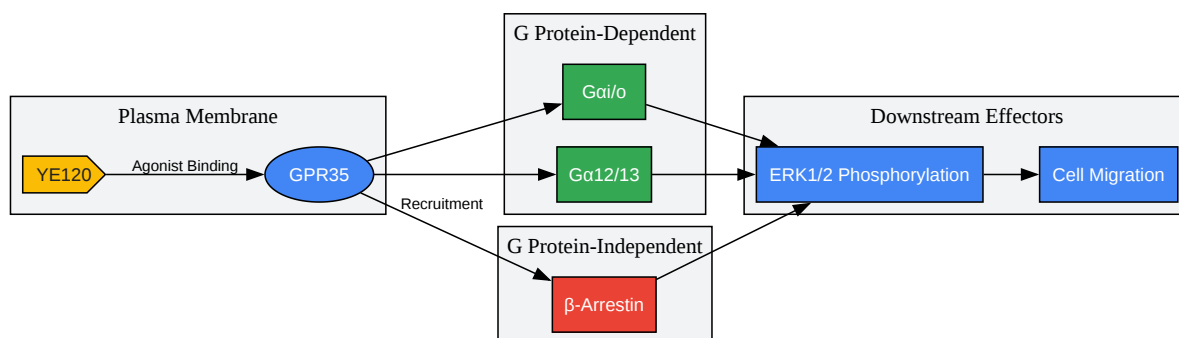 Plasma Membrane
YE120
Agonist Binding
GPR35
Recruitment
G Protein-Dependent
Gαi/o
Gα12/13
G Protein-Independent
β-Arrestin
Downstream Effectors
ERK1/2 Phosphorylation
Cell Migration